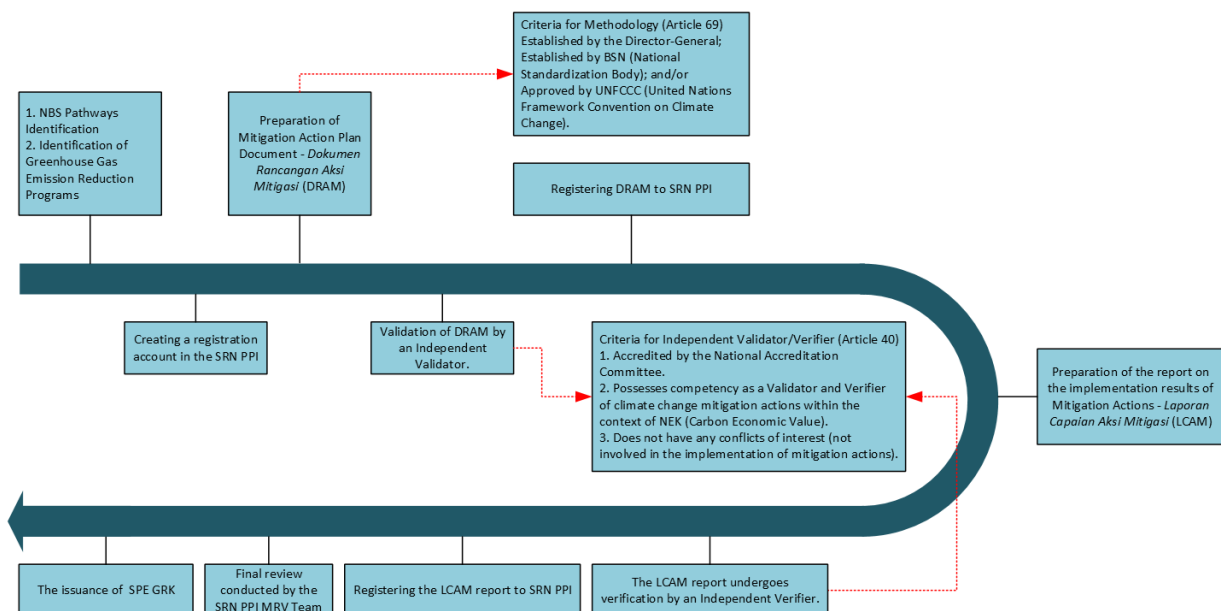 Criteria for Methodology (Article 69)
Established by the Director-General;
Established by BSN (National
Standardization Body); and/or
Approved by UNFCCC (United Nations
Framework Convention on Climate
Change).
1. NBS Pathways
Identification
2. Identification of
Greenhouse Gas
Emission Reduction
Programs
Preparation of
Mitigation Action Plan
Document - Dokumen
Rancangan Aksi
Mitigasi (DRAM)
Registering DRAM to SRN PPI
Creating a registration
account in the SRN PPI
Validation of DRAM by
an Independent
Validator.
Criteria for Independent Validator/Verifier (Article 40)
1. Accredited by the National Accreditation
Committee.
2. Possesses competency as a Validator and Verifier
of climate change mitigation actions within the
context of NEK (Carbon Economic Value).
3. Does not have any conflicts of interest (not
involved in the implementation of mitigation actions).
Preparation of the report on
the implementation results of
Mitigation Actions - Laporan
Capaian Aksi Mitigasi (LCAM)
The issuance of SPE GRK
Final review
conducted by the
SRN PPI MRV Team
Registering the LCAM report to SRN PPI
The LCAM report undergoes
verification by an Independent Verifier.